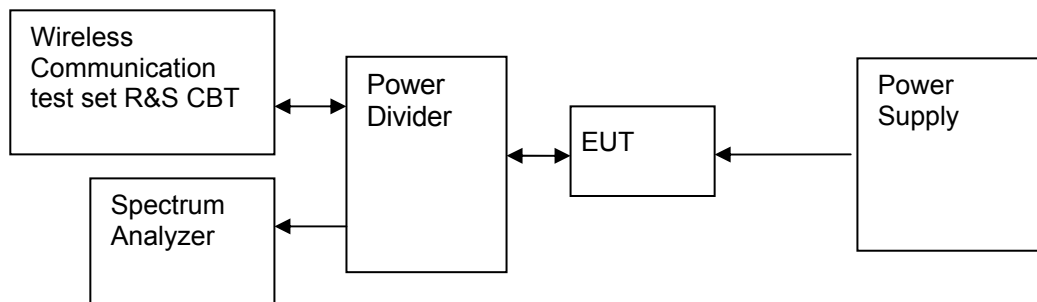 Wireless
Communication
test set R&S CBT
Power
Divider
EUT
Power
Supply
Spectrum
Analyzer